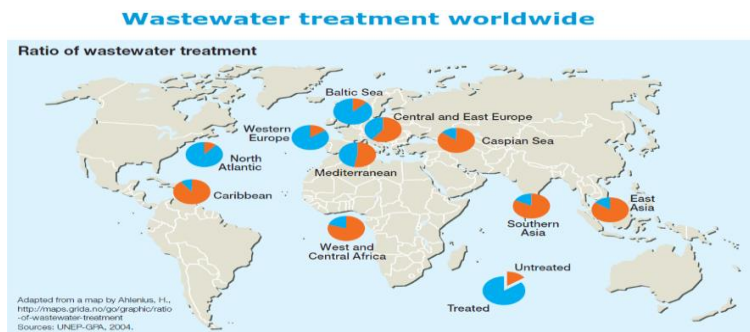 Wastewater treatment worldwide
Ratio of wastewater treatment
Baltic Sea
Central and East Europe
Western
Europe
Caspian Sea
North
Atlantic
Mediterranean
Caribbean
East
Asia
Southern
Asia
West and
Central Africa
Untreated
Treated
Adapted from a map by Ahlenius, H.,
http://maps.grida.no/go/graphic/ratio
-of-wastewater-treatment
Sources: UNEP-GPA, 2004.